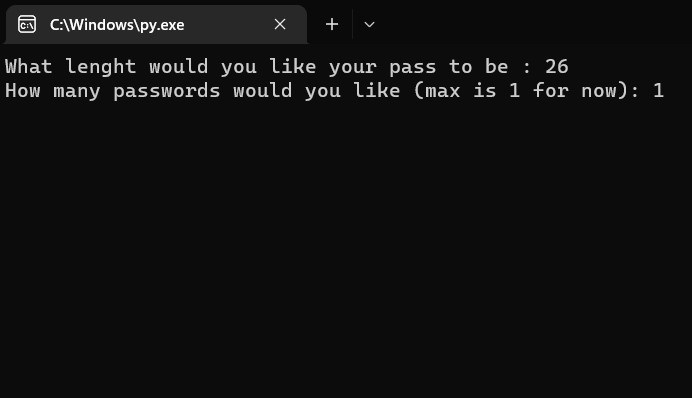 C:\Windows\py.exe
What lenght would you like your pass to be : 26
How many passwords would you like (max is 1 for now): 1